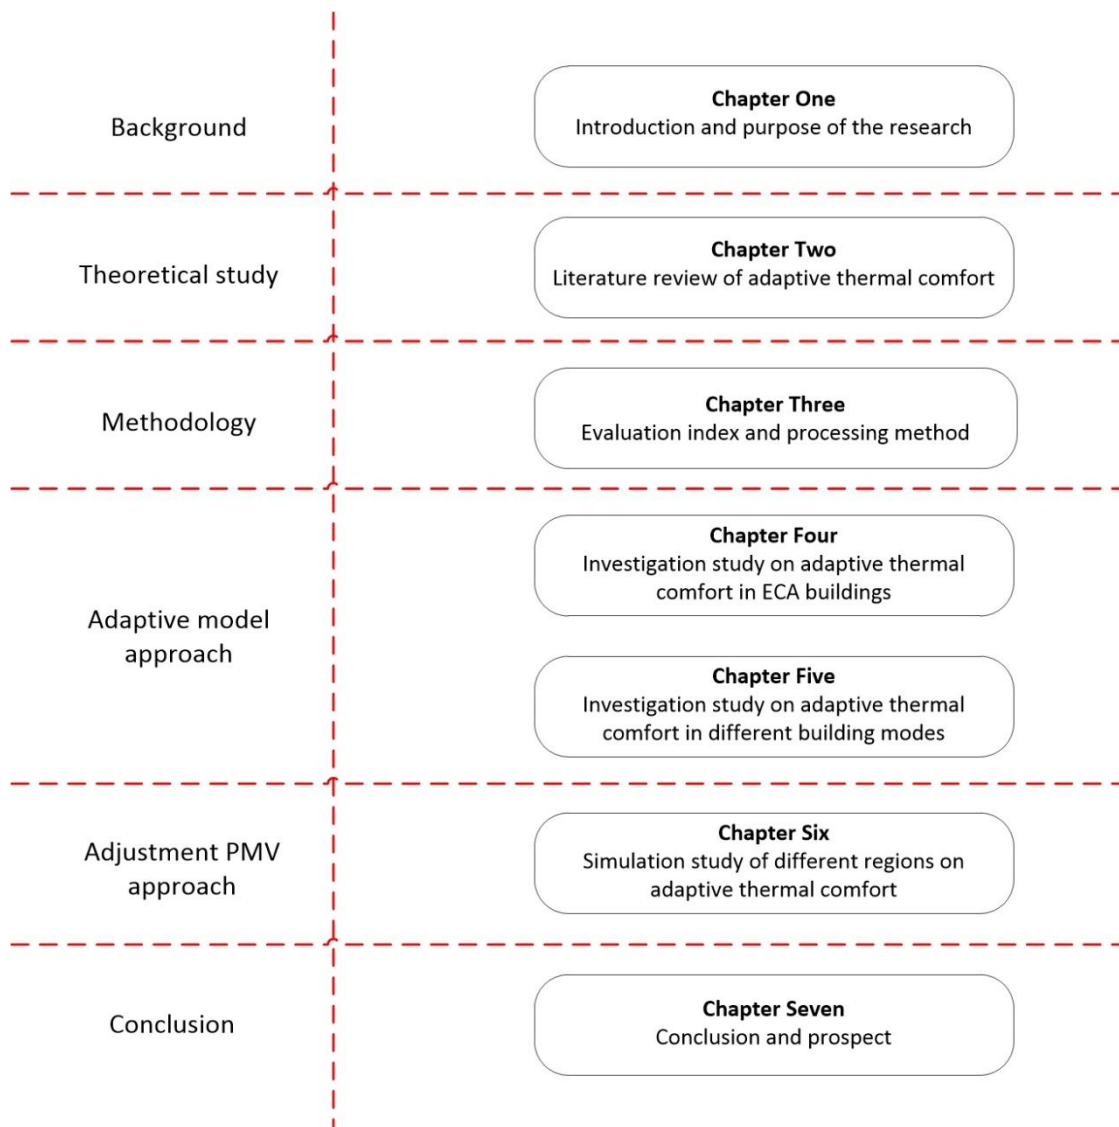 Background
Chapter One
Introduction and purpose of the research
Theoretical study
Chapter Two
Literature review of adaptive thermal comfort
Methodology
Chapter Three
Evaluation index and processing method
Adaptive model
approach
Chapter Four
Investigation study on adaptive thermal
comfort in ECA buildings
Chapter Five
Investigation study on adaptive thermal
comfort in different building modes
Adjustment PMV
approach
Chapter Six
Simulation study of different regions on
adaptive thermal comfort
Conclusion
Chapter Seven
Conclusion and prospect